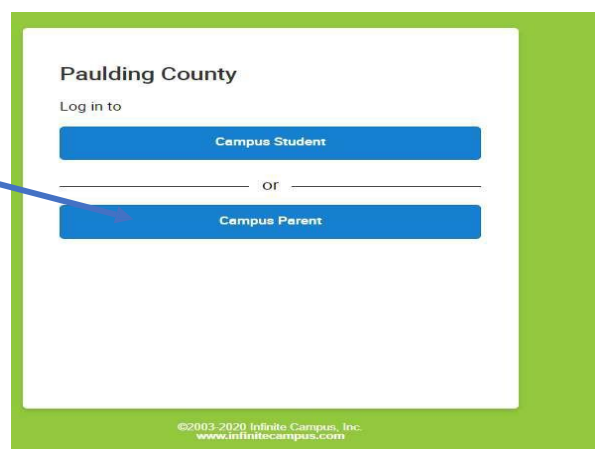 Paulding County
Log in to
Campus Student
or
Campus Parent
©2003-2020 Infinite Campus, Inc.
www.infinitecampus.com